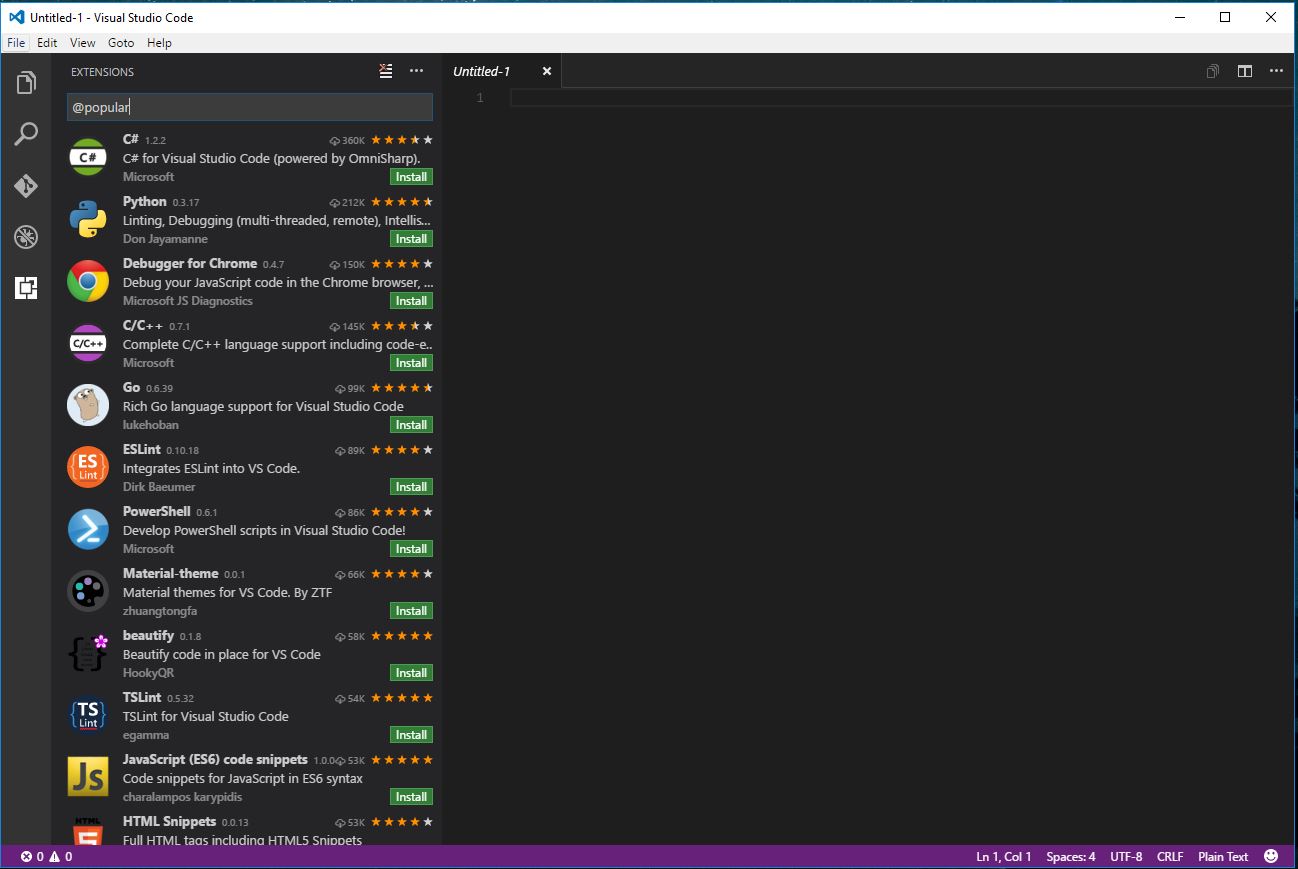 Untitled-1 - Visual Studio Code
File Edit View Goto Help
EXTENSIONS
@popular
C# 1.2.2 360K
C#
C# for Visual Studio Code (powered by OmniSharp).
Microsoft Install
Python 0.3.17 212K
Linting, Debugging (multi-threaded, remote), Intellis...
Don Jayamanne Install
Debugger for Chrome 0.4.7 150K
Debug your JavaScript code in the Chrome browser, ...
Microsoft JS Diagnostics Install
C/C++ 0.7.1 145K
C/C++
Complete C/C++ language support including code-e...
Microsoft Install
Go 0.6.39 99K
Rich Go language support for Visual Studio Code
lukehoban Install
ESLint 0.10.18 89K
{ES}
Lint
Integrates ESLint into VS Code.
Dirk Baeumer Install
PowerShell 0.6.1 86K
Develop PowerShell scripts in Visual Studio Code!
Microsoft Install
Material-theme 0.0.1 66K
Material themes for VS Code. By ZTF
zhuangtongfa Install
beautify 0.1.8 58K
Beautify code in place for VS Code
HookyQR Install
TSLint 0.5.32 54K
{TS}
Lint
TSLint for Visual Studio Code
egamma Install
JavaScript (ES6) code snippets 1.0.0 53K
JS
Code snippets for JavaScript in ES6 syntax
charalampos karypidis Install
HTML Snippets 0.0.13 53K
HTML
5
Full HTML tags including HTML5 Snippets
Untitled-1
1
0 0
Ln 1, Col 1 Spaces: 4 UTF-8 CRLF Plain Text